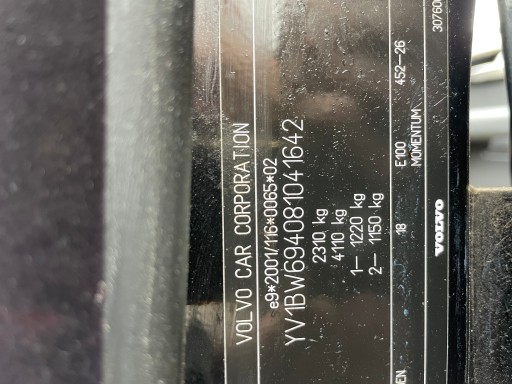 VOLVO CAR CORPORATION
e9*2001/116*0065*02
YV1BW694081041642
2310 kg
4110 kg
1– 1220 kg
2– 1150 kg
18 E100 452–26
MOMENTUM
VOLVO